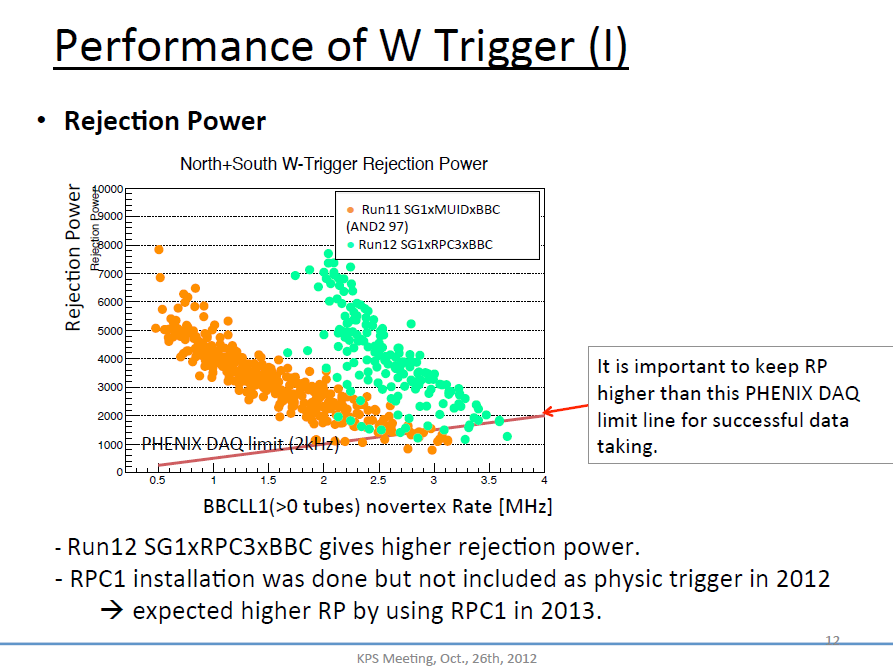 Performance of W Trigger (I)
• Rejection Power
North+South W-Trigger Rejection Power
Rejection Power
Rejection Power
10000
9000
8000
7000
6000
5000
4000
3000
2000
1000
0
Run11 SG1xMUIDxBBC
(AND2 97)
Run12 SG1xRPC3xBBC
PHENIX DAQ limit (2kHz)
0.5 1 1.5 2 2.5 3 3.5 4
BBCLL1(>0 tubes) novertex Rate [MHz]
It is important to keep RP
higher than this PHENIX DAQ
limit line for successful data
taking.
- Run12 SG1xRPC3xBBC gives higher rejection power.
- RPC1 installation was done but not included as physic trigger in 2012
→ expected higher RP by using RPC1 in 2013.
12
KPS Meeting, Oct., 26th, 2012